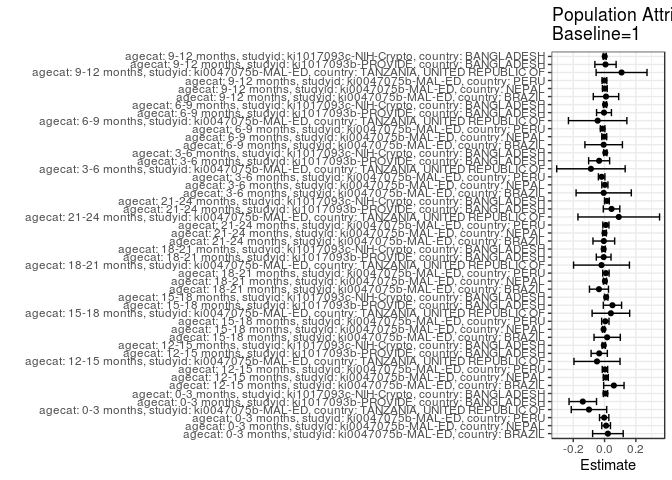 Population Attri
Baseline=1
agecat: 9-12 months, studyid: ki1017093c-NIH-Crypto, country: BANGLADESH
agecat: 9-12 months, studyid: ki1017093b-PROVIDE, country: BANGLADESH
agecat: 9-12 months, studyid: ki0047075b-MAL-ED, country: TANZANIA, UNITED REPUBLIC OF
agecat: 9-12 months, studyid: ki0047075b-MAL-ED, country: PERU
agecat: 9-12 months, studyid: ki0047075b-MAL-ED, country: NEPAL
agecat: 9-12 months, studyid: ki0047075b-MAL-ED, country: BRAZIL
agecat: 6-9 months, studyid: ki1017093c-NIH-Crypto, country: BANGLADESH
agecat: 6-9 months, studyid: ki1017093b-PROVIDE, country: BANGLADESH
agecat: 6-9 months, studyid: ki0047075b-MAL-ED, country: TANZANIA, UNITED REPUBLIC OF
agecat: 6-9 months, studyid: ki0047075b-MAL-ED, country: PERU
agecat: 6-9 months, studyid: ki0047075b-MAL-ED, country: NEPAL
agecat: 6-9 months, studyid: ki0047075b-MAL-ED, country: BRAZIL
agecat: 3-6 months, studyid: ki1017093c-NIH-Crypto, country: BANGLADESH
agecat: 3-6 months, studyid: ki1017093b-PROVIDE, country: BANGLADESH
agecat: 3-6 months, studyid: ki0047075b-MAL-ED, country: TANZANIA, UNITED REPUBLIC OF
agecat: 3-6 months, studyid: ki0047075b-MAL-ED, country: PERU
agecat: 3-6 months, studyid: ki0047075b-MAL-ED, country: NEPAL
agecat: 3-6 months, studyid: ki0047075b-MAL-ED, country: BRAZIL
agecat: 21-24 months, studyid: ki1017093c-NIH-Crypto, country: BANGLADESH
agecat: 21-24 months, studyid: ki1017093b-PROVIDE, country: BANGLADESH
agecat: 21-24 months, studyid: ki0047075b-MAL-ED, country: TANZANIA, UNITED REPUBLIC OF
agecat: 21-24 months, studyid: ki0047075b-MAL-ED, country: PERU
agecat: 21-24 months, studyid: ki0047075b-MAL-ED, country: NEPAL
agecat: 21-24 months, studyid: ki0047075b-MAL-ED, country: BRAZIL
agecat: 18-21 months, studyid: ki1017093c-NIH-Crypto, country: BANGLADESH
agecat: 18-21 months, studyid: ki1017093b-PROVIDE, country: BANGLADESH
agecat: 18-21 months, studyid: ki0047075b-MAL-ED, country: TANZANIA, UNITED REPUBLIC OF
agecat: 18-21 months, studyid: ki0047075b-MAL-ED, country: PERU
agecat: 18-21 months, studyid: ki0047075b-MAL-ED, country: NEPAL
agecat: 18-21 months, studyid: ki0047075b-MAL-ED, country: BRAZIL
agecat: 15-18 months, studyid: ki1017093c-NIH-Crypto, country: BANGLADESH
agecat: 15-18 months, studyid: ki1017093b-PROVIDE, country: BANGLADESH
agecat: 15-18 months, studyid: ki0047075b-MAL-ED, country: TANZANIA, UNITED REPUBLIC OF
agecat: 15-18 months, studyid: ki0047075b-MAL-ED, country: PERU
agecat: 15-18 months, studyid: ki0047075b-MAL-ED, country: NEPAL
agecat: 15-18 months, studyid: ki0047075b-MAL-ED, country: BRAZIL
agecat: 12-15 months, studyid: ki1017093c-NIH-Crypto, country: BANGLADESH
agecat: 12-15 months, studyid: ki1017093b-PROVIDE, country: BANGLADESH
agecat: 12-15 months, studyid: ki0047075b-MAL-ED, country: TANZANIA, UNITED REPUBLIC OF
agecat: 12-15 months, studyid: ki0047075b-MAL-ED, country: PERU
agecat: 12-15 months, studyid: ki0047075b-MAL-ED, country: NEPAL
agecat: 12-15 months, studyid: ki0047075b-MAL-ED, country: BRAZIL
agecat: 0-3 months, studyid: ki1017093c-NIH-Crypto, country: BANGLADESH
agecat: 0-3 months, studyid: ki1017093b-PROVIDE, country: BANGLADESH
agecat: 0-3 months, studyid: ki0047075b-MAL-ED, country: TANZANIA, UNITED REPUBLIC OF
agecat: 0-3 months, studyid: ki0047075b-MAL-ED, country: PERU
agecat: 0-3 months, studyid: ki0047075b-MAL-ED, country: NEPAL
agecat: 0-3 months, studyid: ki0047075b-MAL-ED, country: BRAZIL
-0.2 0.0 0.2
Estimate